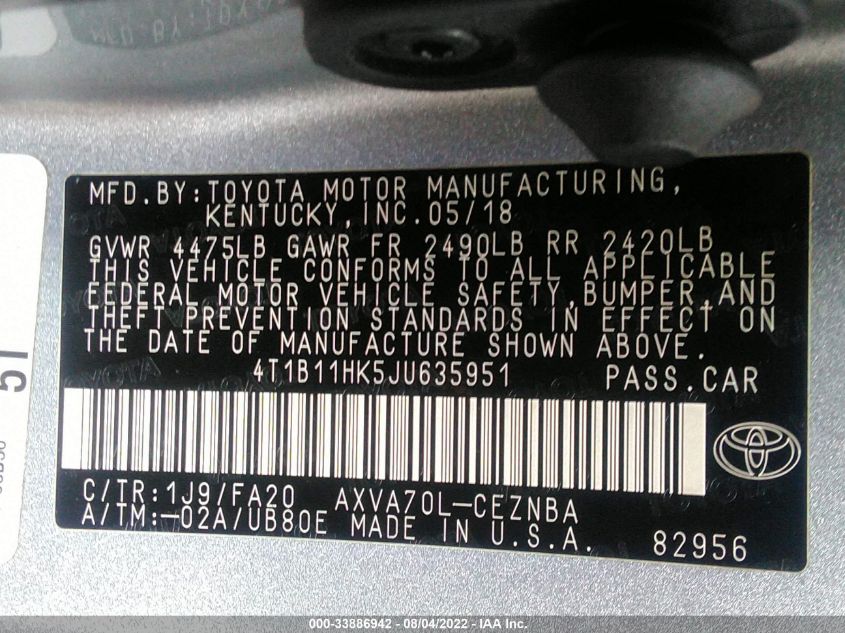 MFD.BY:TOYOTA MOTOR MANUFACTURING,
KENTUCKY,INC.05/18
GVWR 4475LB GAWR FR 2490LB RR 2420LB
THIS VEHICLE CONFORMS TO ALL APPLICABLE
FEDERAL MOTOR VEHICLE SAFETY,BUMPER,AND
THEFT PREVENTION STANDARDS IN EFFECT ON
THE DATE OF MANUFACTURE SHOWN ABOVE.
4T1B11HK5JU635951 PASS.CAR
C/TR:1J9/FA20 AXVA70L-CEZNBA
A/TM:-02A/UB80E MADE IN U.S.A. 82956
51
000-33886942 - 08/04/2022 - IAA Inc.